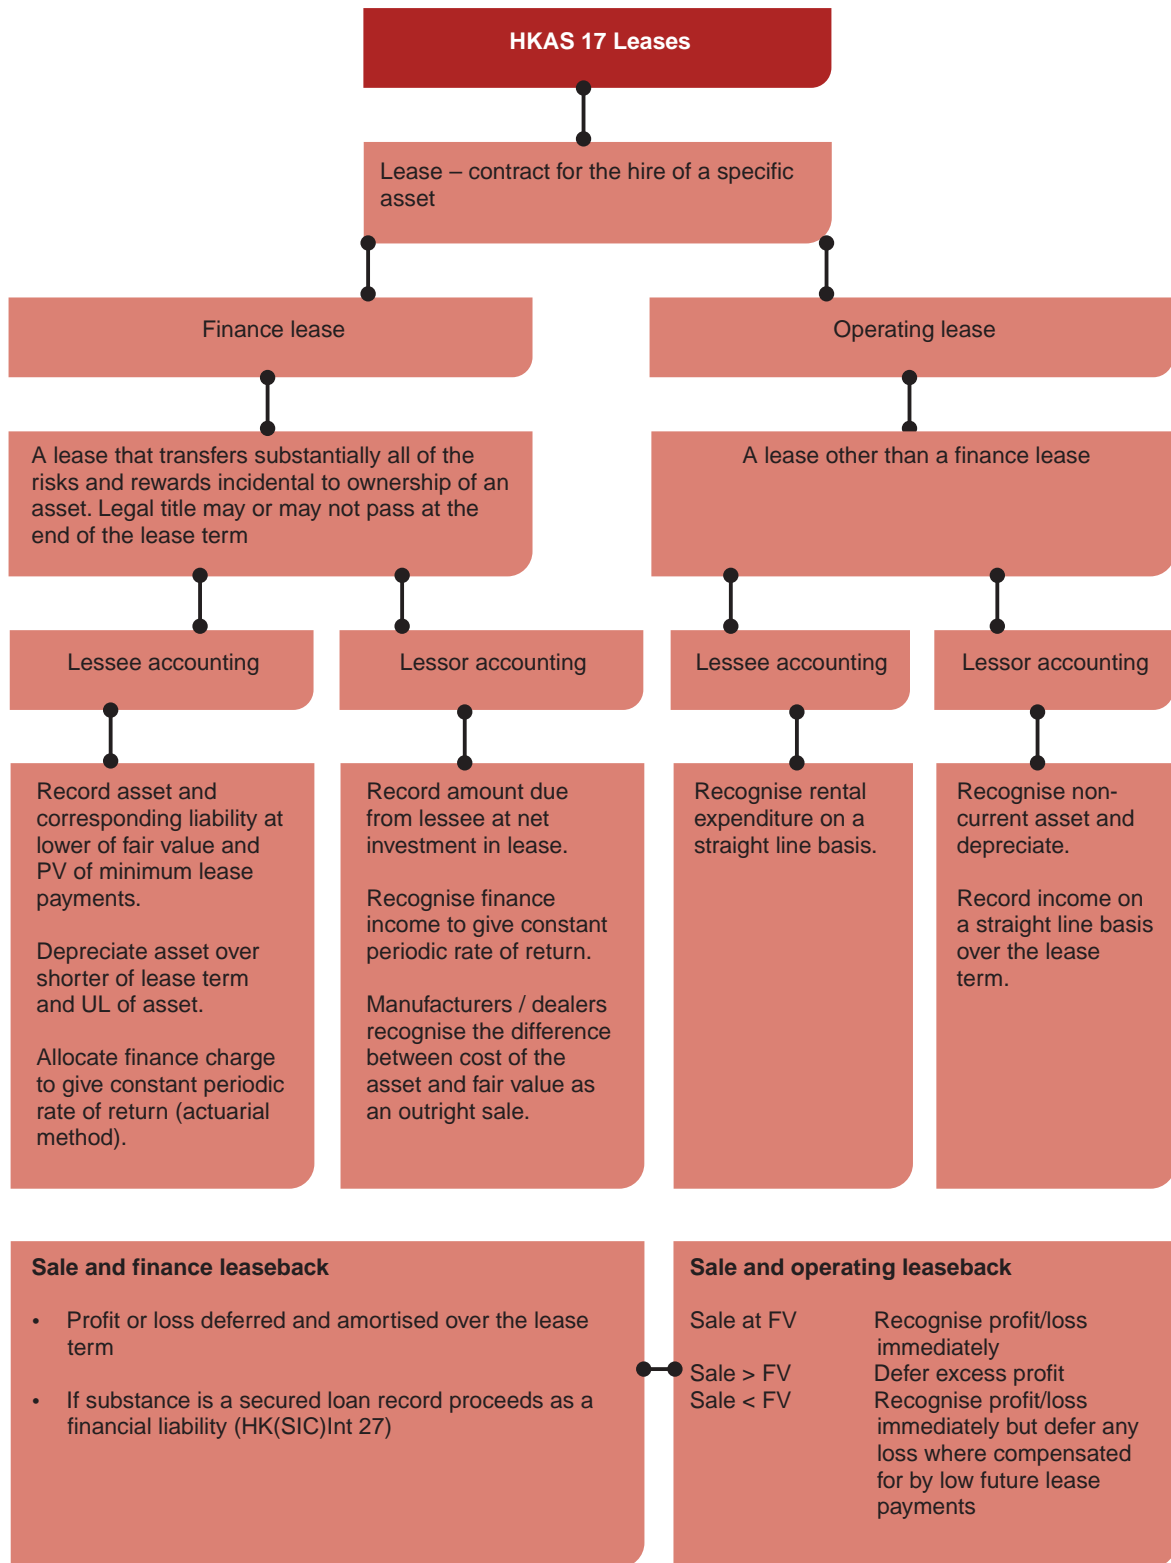 HKAS 17 Leases
Lease – contract for the hire of a specific
asset
Finance lease
Operating lease
A lease that transfers substantially all of the
risks and rewards incidental to ownership of an
asset. Legal title may or may not pass at the
end of the lease term
A lease other than a finance lease
Lessee accounting
Lessor accounting
Lessee accounting
Lessor accounting
Record asset and
corresponding liability at
lower of fair value and
PV of minimum lease
payments.
Depreciate asset over
shorter of lease term
and UL of asset.
Allocate finance charge
to give constant periodic
rate of return (actuarial
method).
Record amount due
from lessee at net
investment in lease.
Recognise finance
income to give constant
periodic rate of return.
Manufacturers / dealers
recognise the difference
between cost of the
asset and fair value as
an outright sale.
Recognise rental
expenditure on a
straight line basis.
Recognise non-
current asset and
depreciate.
Record income on
a straight line basis
over the lease
term.
Sale and finance leaseback
• Profit or loss deferred and amortised over the lease
term
• If substance is a secured loan record proceeds as a
financial liability (HK(SIC)Int 27)
Sale and operating leaseback
Sale at FV Recognise profit/loss
immediately
Sale > FV Defer excess profit
Sale < FV Recognise profit/loss
immediately but defer any
loss where compensated
for by low future lease
payments